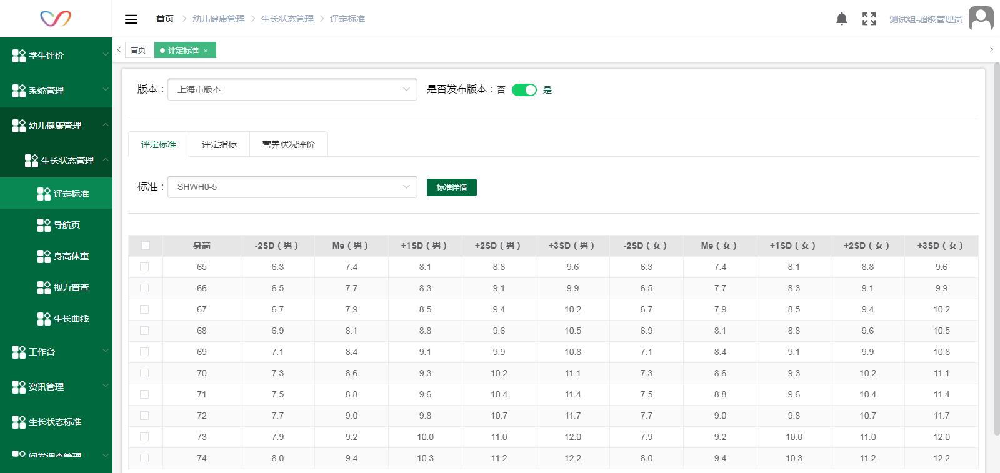 首页 > 幼儿健康管理 > 生长状态管理 > 评定标准
测试组-超级管理员
首页
评定标准 ×
学生评价
系统管理
幼儿健康管理
生长状态管理
评定标准
导航页
身高体重
视力普查
生长曲线
工作台
资讯管理
生长状态标准
问卷调查管理
版本： 上海市版本 是否发布版本：否 是
评定标准 评定指标 营养状况评价
标准： SHWH0-5 标准详情
身高 -2SD（男） Me（男） +1SD（男） +2SD（男） +3SD（男） -2SD（女） Me（女） +1SD（女） +2SD（女） +3SD（女）
65 6.3 7.4 8.1 8.8 9.6 6.3 7.4 8.1 8.8 9.6
66 6.5 7.7 8.3 9.1 9.9 6.5 7.7 8.3 9.1 9.9
67 6.7 7.9 8.5 9.4 10.2 6.7 7.9 8.5 9.4 10.2
68 6.9 8.1 8.8 9.6 10.5 6.9 8.1 8.8 9.6 10.5
69 7.1 8.4 9.1 9.9 10.8 7.1 8.4 9.1 9.9 10.8
70 7.3 8.6 9.3 10.2 11.1 7.3 8.6 9.3 10.2 11.1
71 7.5 8.8 9.6 10.4 11.4 7.5 8.8 9.6 10.4 11.4
72 7.7 9.0 9.8 10.7 11.7 7.7 9.0 9.8 10.7 11.7
73 7.9 9.2 10.0 11.0 12.0 7.9 9.2 10.0 11.0 12.0
74 8.0 9.4 10.3 11.2 12.2 8.0 9.4 10.3 11.2 12.2